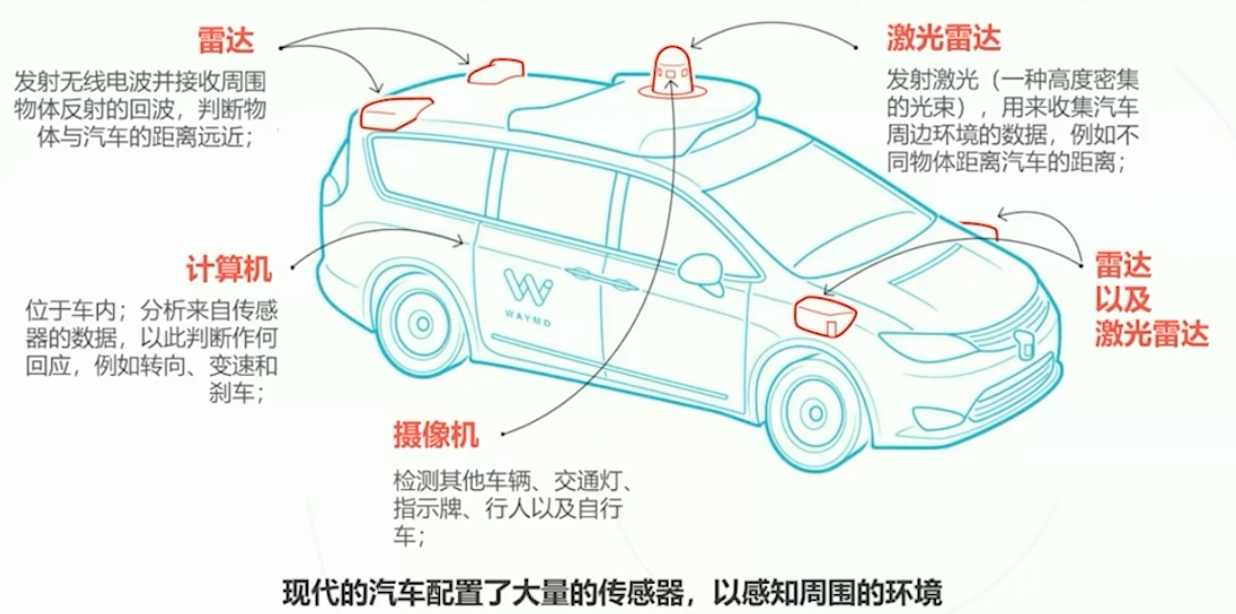 雷达
发射无线电波并接收周围
物体反射的回波，判断物
体与汽车的距离远近；
激光雷达
发射激光（一种高度密集
的光束），用来收集汽车
周边环境的数据，例如不
同物体距离汽车的距离；
计算机
位于车内；分析来自传感
器的数据，以此判断作何
回应，例如转向、变速和
刹车；
WAYMO
雷达
以及
激光雷达
摄像机
检测其他车辆、交通灯、
指示牌、行人以及自行
车；
现代的汽车配置了大量的传感器，以感知周围的环境